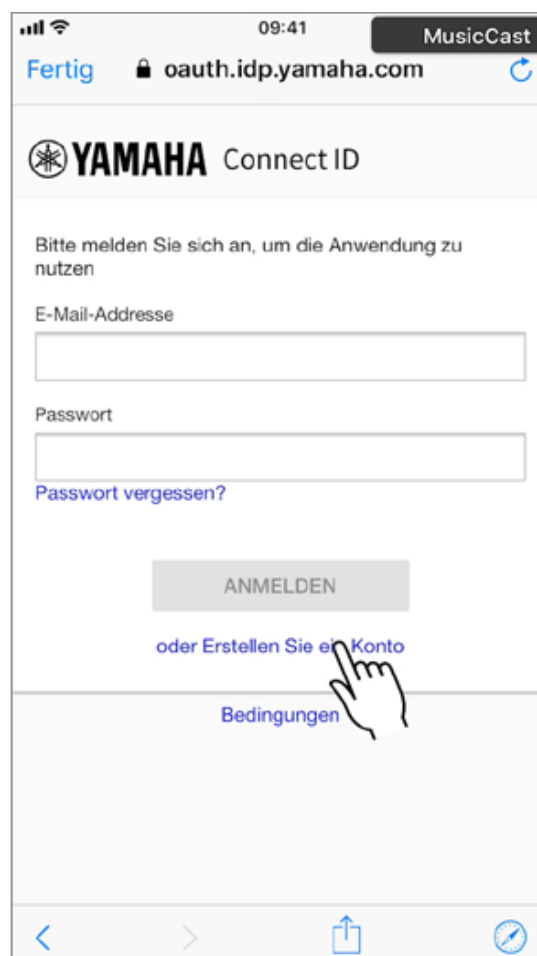 09:41
MusicCast
Fertig oauth.idp.yamaha.com
YAMAHA Connect ID
Bitte melden Sie sich an, um die Anwendung zu
nutzen
E-Mail-Addresse
Passwort
Passwort vergessen?
ANMELDEN
oder Erstellen Sie ein Konto
Bedingungen